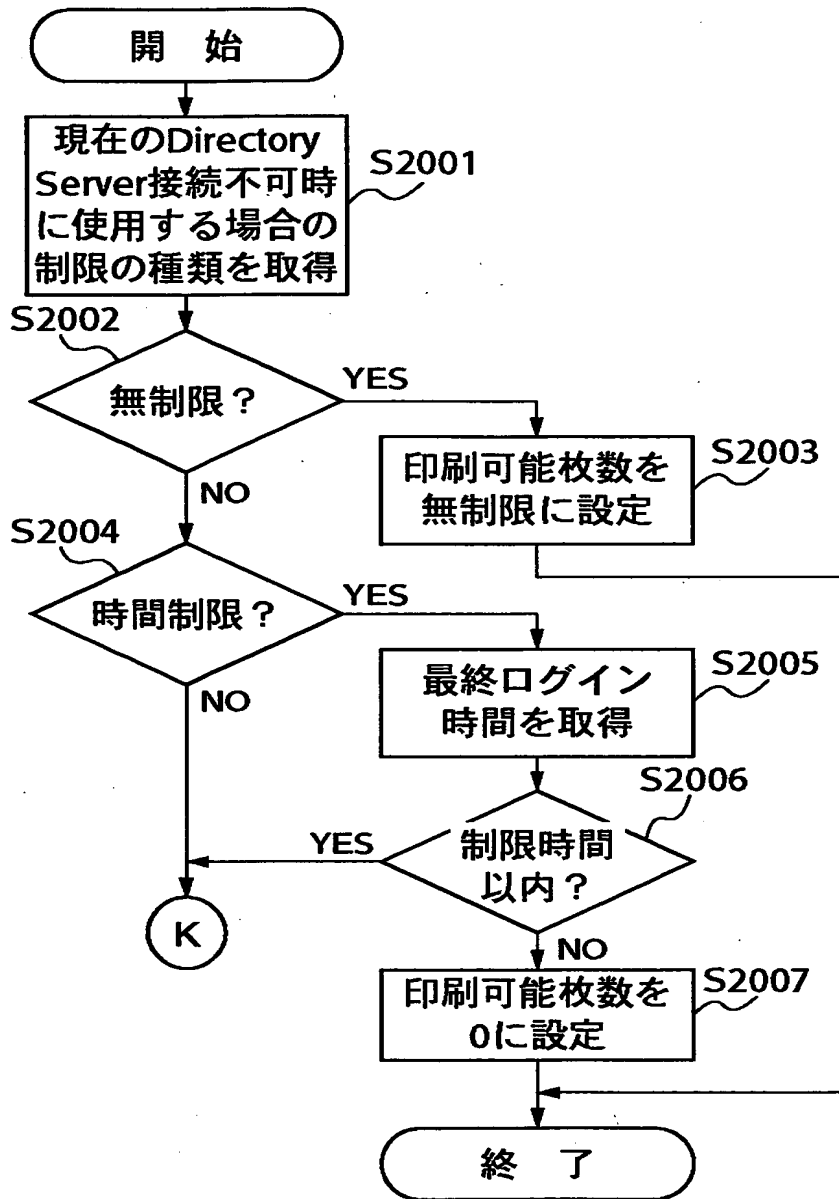 開 始
現在のDirectory
Server接続不可時
に使用する場合の
制限の種類を取得
S2001
S2002
無制限？
YES
NO
印刷可能枚数を
無制限に設定
S2003
S2004
時間制限？
YES
NO
最終ログイン
時間を取得
S2005
S2006
制限時間
以内？
YES
NO
K
印刷可能枚数を
0に設定
S2007
終 了